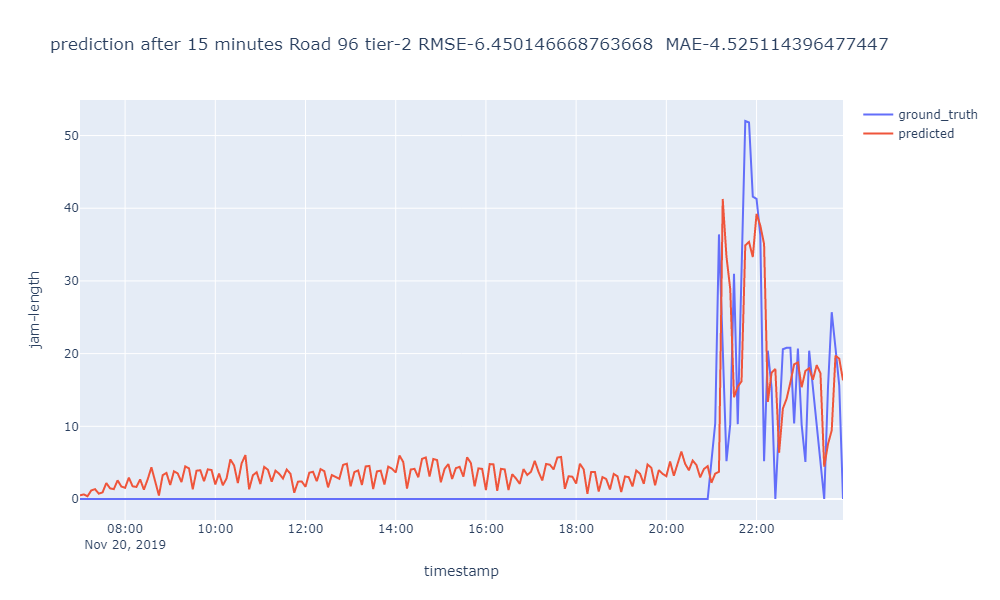 prediction after 15 minutes Road 96 tier-2 RMSE-6.450146668763668  MAE-4.525114396477447
ground_truth
predicted
50
40
30
20
10
0
jam-length
08:00 10:00 12:00 14:00 16:00 18:00 20:00 22:00
Nov 20, 2019
timestamp